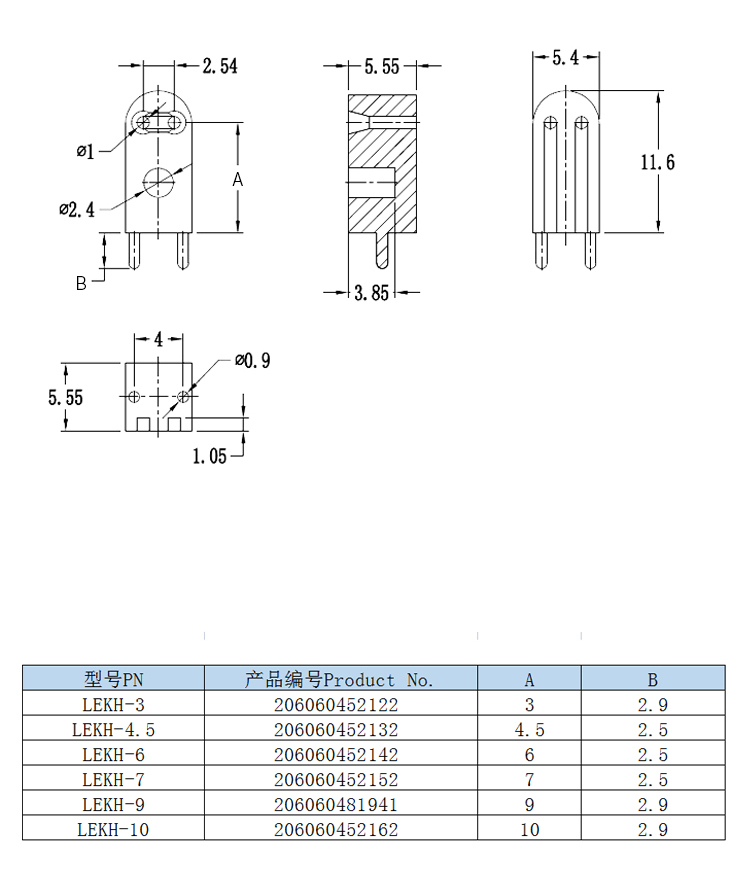 2.54
5.55
5.4
⌀1
A
11.6
⌀2.4
B
3.85
4
⌀0.9
5.55
1.05
型号PN 产品编号Product No. A B
LEKH-3 206060452122 3 2.9
LEKH-4.5 206060452132 4.5 2.5
LEKH-6 206060452142 6 2.5
LEKH-7 206060452152 7 2.5
LEKH-9 206060481941 9 2.9
LEKH-10 206060452162 10 2.9